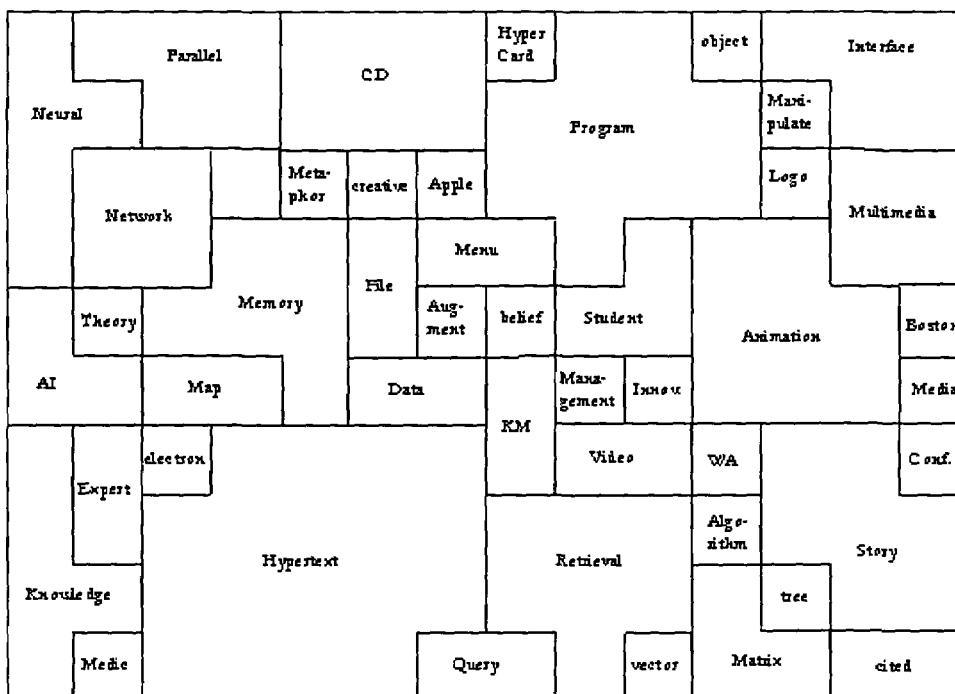 Hyper
Card
object
Interface
Parallel
CD
Neural
Program
Mani-
pulate
Meta-
phor
creative
Apple
Logo
Network
Multimedia
Menu
File
Memory
Theory
Aug-
ment
belief
Student
Animation
Boston
AI
Map
Data
Mana-
gement
Innov
Media
KM
electron
Video
WA
Conf.
Expert
Algo-
rithm
Hypertext
Retrieval
Story
Knowledge
tree
Medic
Query
vector
Matrix
cited